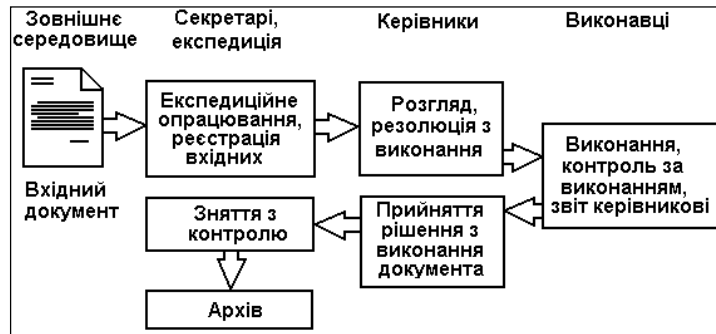 Зовнішнє
середовище
Секретарі,
експедиція
Керівники
Виконавці
Експедиційне
опрацювання,
реєстрація
вхідних
Розгляд,
резолюція з
виконання
Виконання,
контроль за
виконанням,
звіт керівникові
Вхідний
документ
Зняття з
контролю
Прийняття
рішення з
виконання
документа
Архів